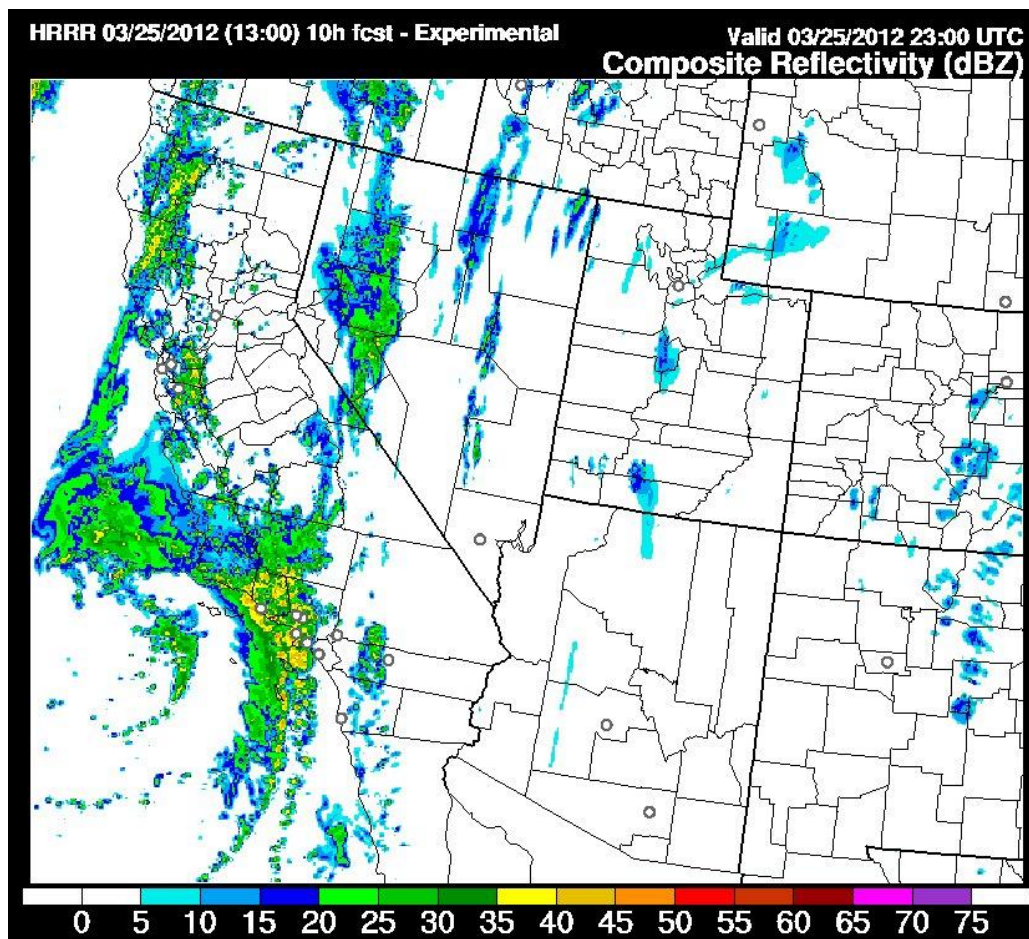 HRRR 03/25/2012 (13:00) 10h fcst - Experimental
Valid 03/25/2012 23:00 UTC
Composite Reflectivity (dBZ)
0 5 10 15 20 25 30 35 40 45 50 55 60 65 70 75